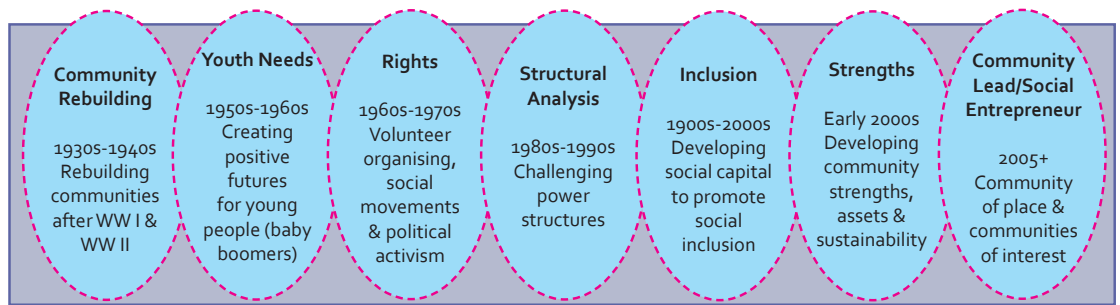 Community
Rebuilding
1930s-1940s
Rebuilding
communities
after WW I &
WW II
Youth Needs
1950s-1960s
Creating
positive
futures
for young
people (baby
boomers)
Rights
1960s-1970s
Volunteer
organising,
social
movements
& political
activism
Structural
Analysis
1980s-1990s
Challenging
power
structures
Inclusion
1900s-2000s
Developing
social capital
to promote
social
inclusion
Strengths
Early 2000s
Developing
community
strengths,
assets &
sustainability
Community
Lead/Social
Entrepreneur
2005+
Community
of place &
communities
of interest